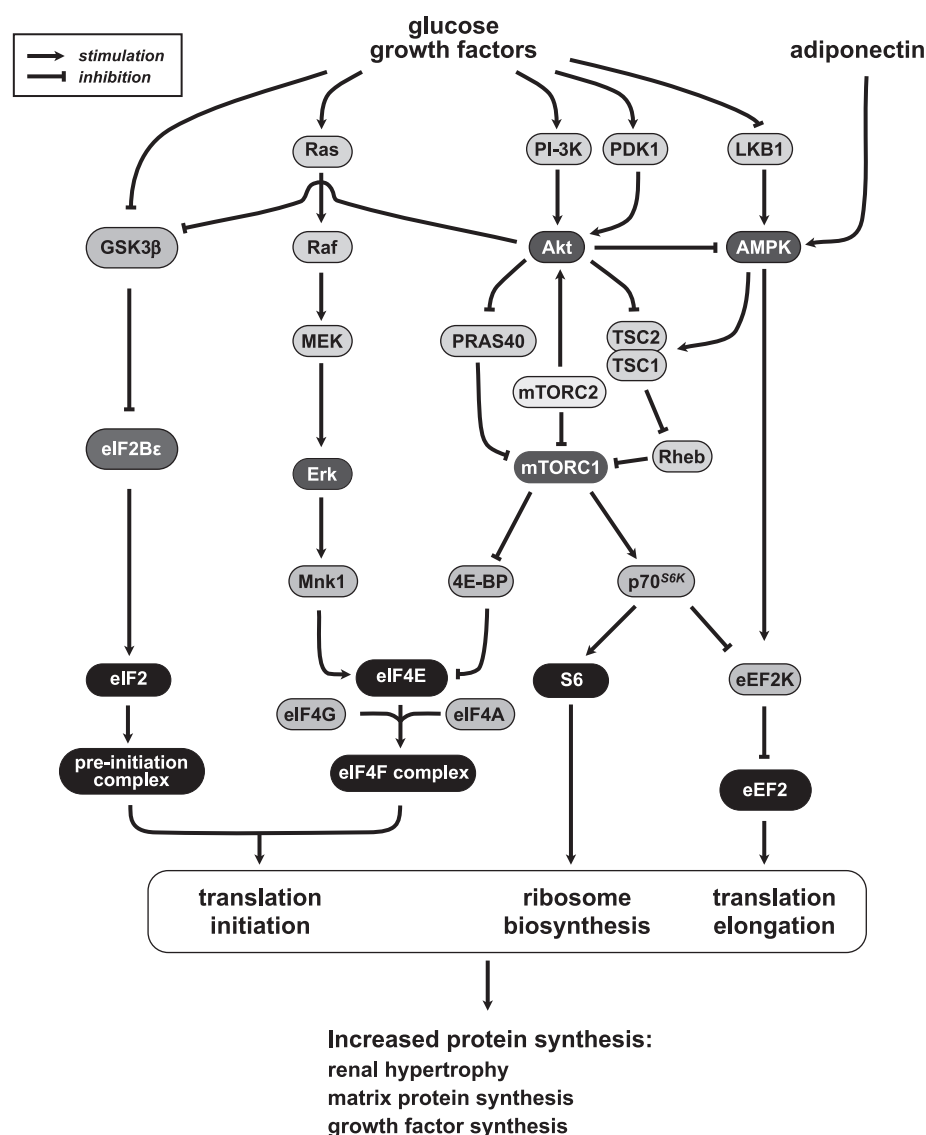 glucose
growth factors
adiponectin
stimulation
inhibition
Ras
PI-3K
PDK1
LKB1
GSK3β
Raf
Akt
AMPK
MEK
PRAS40
TSC2
TSC1
mTORC2
eIF2Bε
Erk
mTORC1
Rheb
Mnk1
4E-BP
p70S6K
eIF2
eIF4E
S6
eEF2K
eIF4G
eIF4A
pre-initiation
complex
eIF4F complex
eEF2
translation
initiation
ribosome
biosynthesis
translation
elongation
Increased protein synthesis:
renal hypertrophy
matrix protein synthesis
growth factor synthesis